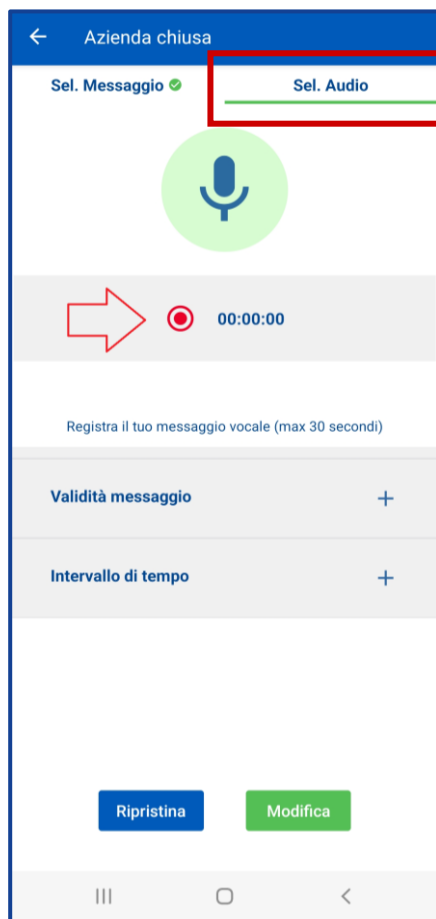 Azienda chiusa
Sel. Messaggio
Sel. Audio
00:00:00
Registra il tuo messaggio vocale (max 30 secondi)
Validità messaggio
Intervallo di tempo
Ripristina
Modifica